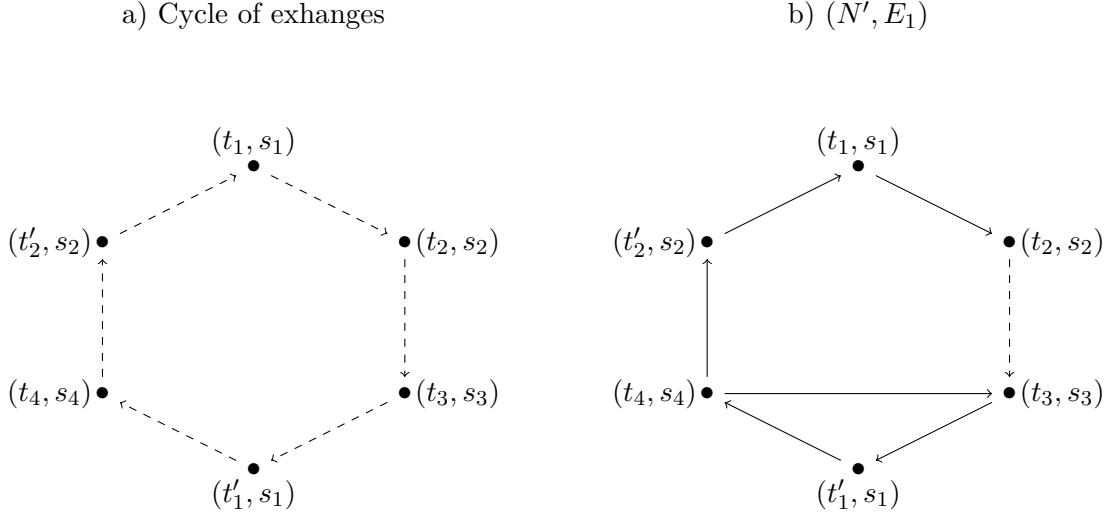 a) Cycle of exhanges
b) (N′, E₁)
(t₁, s₁)
(t′₂, s₂)
(t₂, s₂)
(t₄, s₄)
(t₃, s₃)
(t′₁, s₁)
(t₁, s₁)
(t′₂, s₂)
(t₂, s₂)
(t₄, s₄)
(t₃, s₃)
(t′₁, s₁)